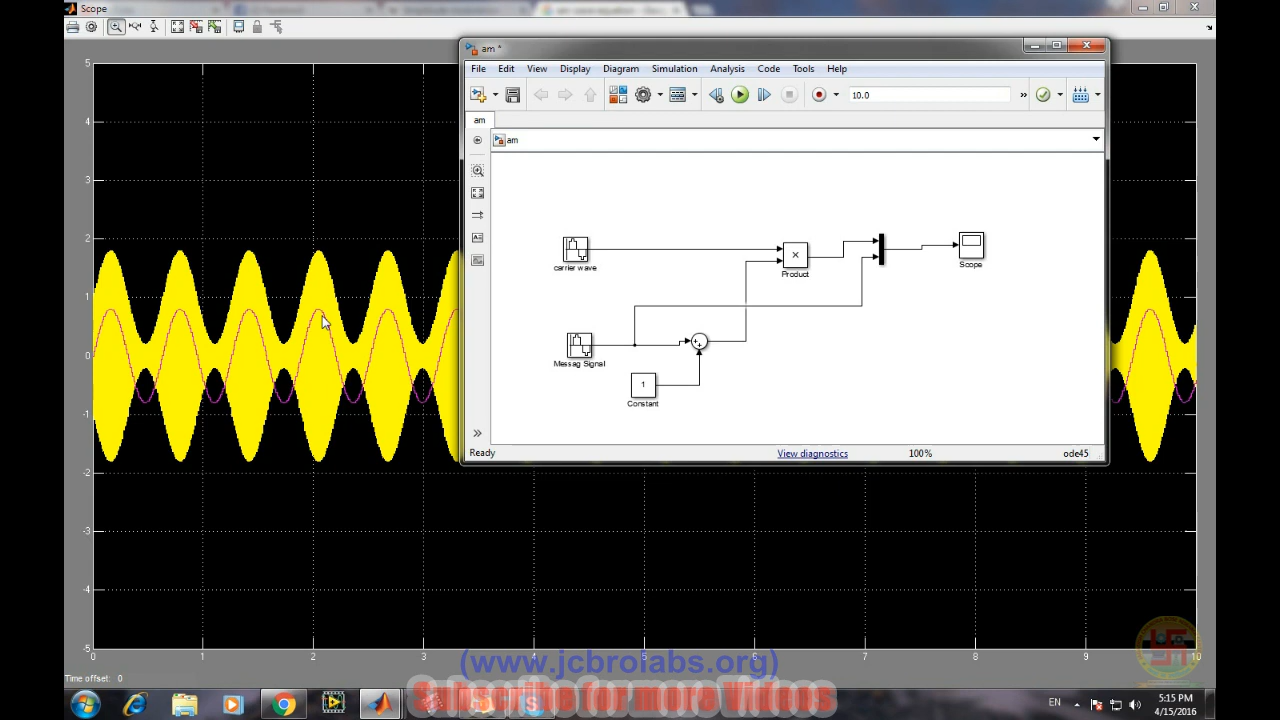 Scope
am *
File Edit View Display Diagram Simulation Analysis Code Tools Help
10.0
am
am
carrier wave
Product
Scope
Messag Signal
1
Constant
Ready
View diagnostics
100%
ode45
5
4
3
2
1
0
-1
-2
-3
-4
-5
0 1 2 3 4 5 6 7 8 9 10
Time offset: 0
(www.jcbrolabs.org)
Subscribe for more Videos
EN
5:15 PM
4/15/2016